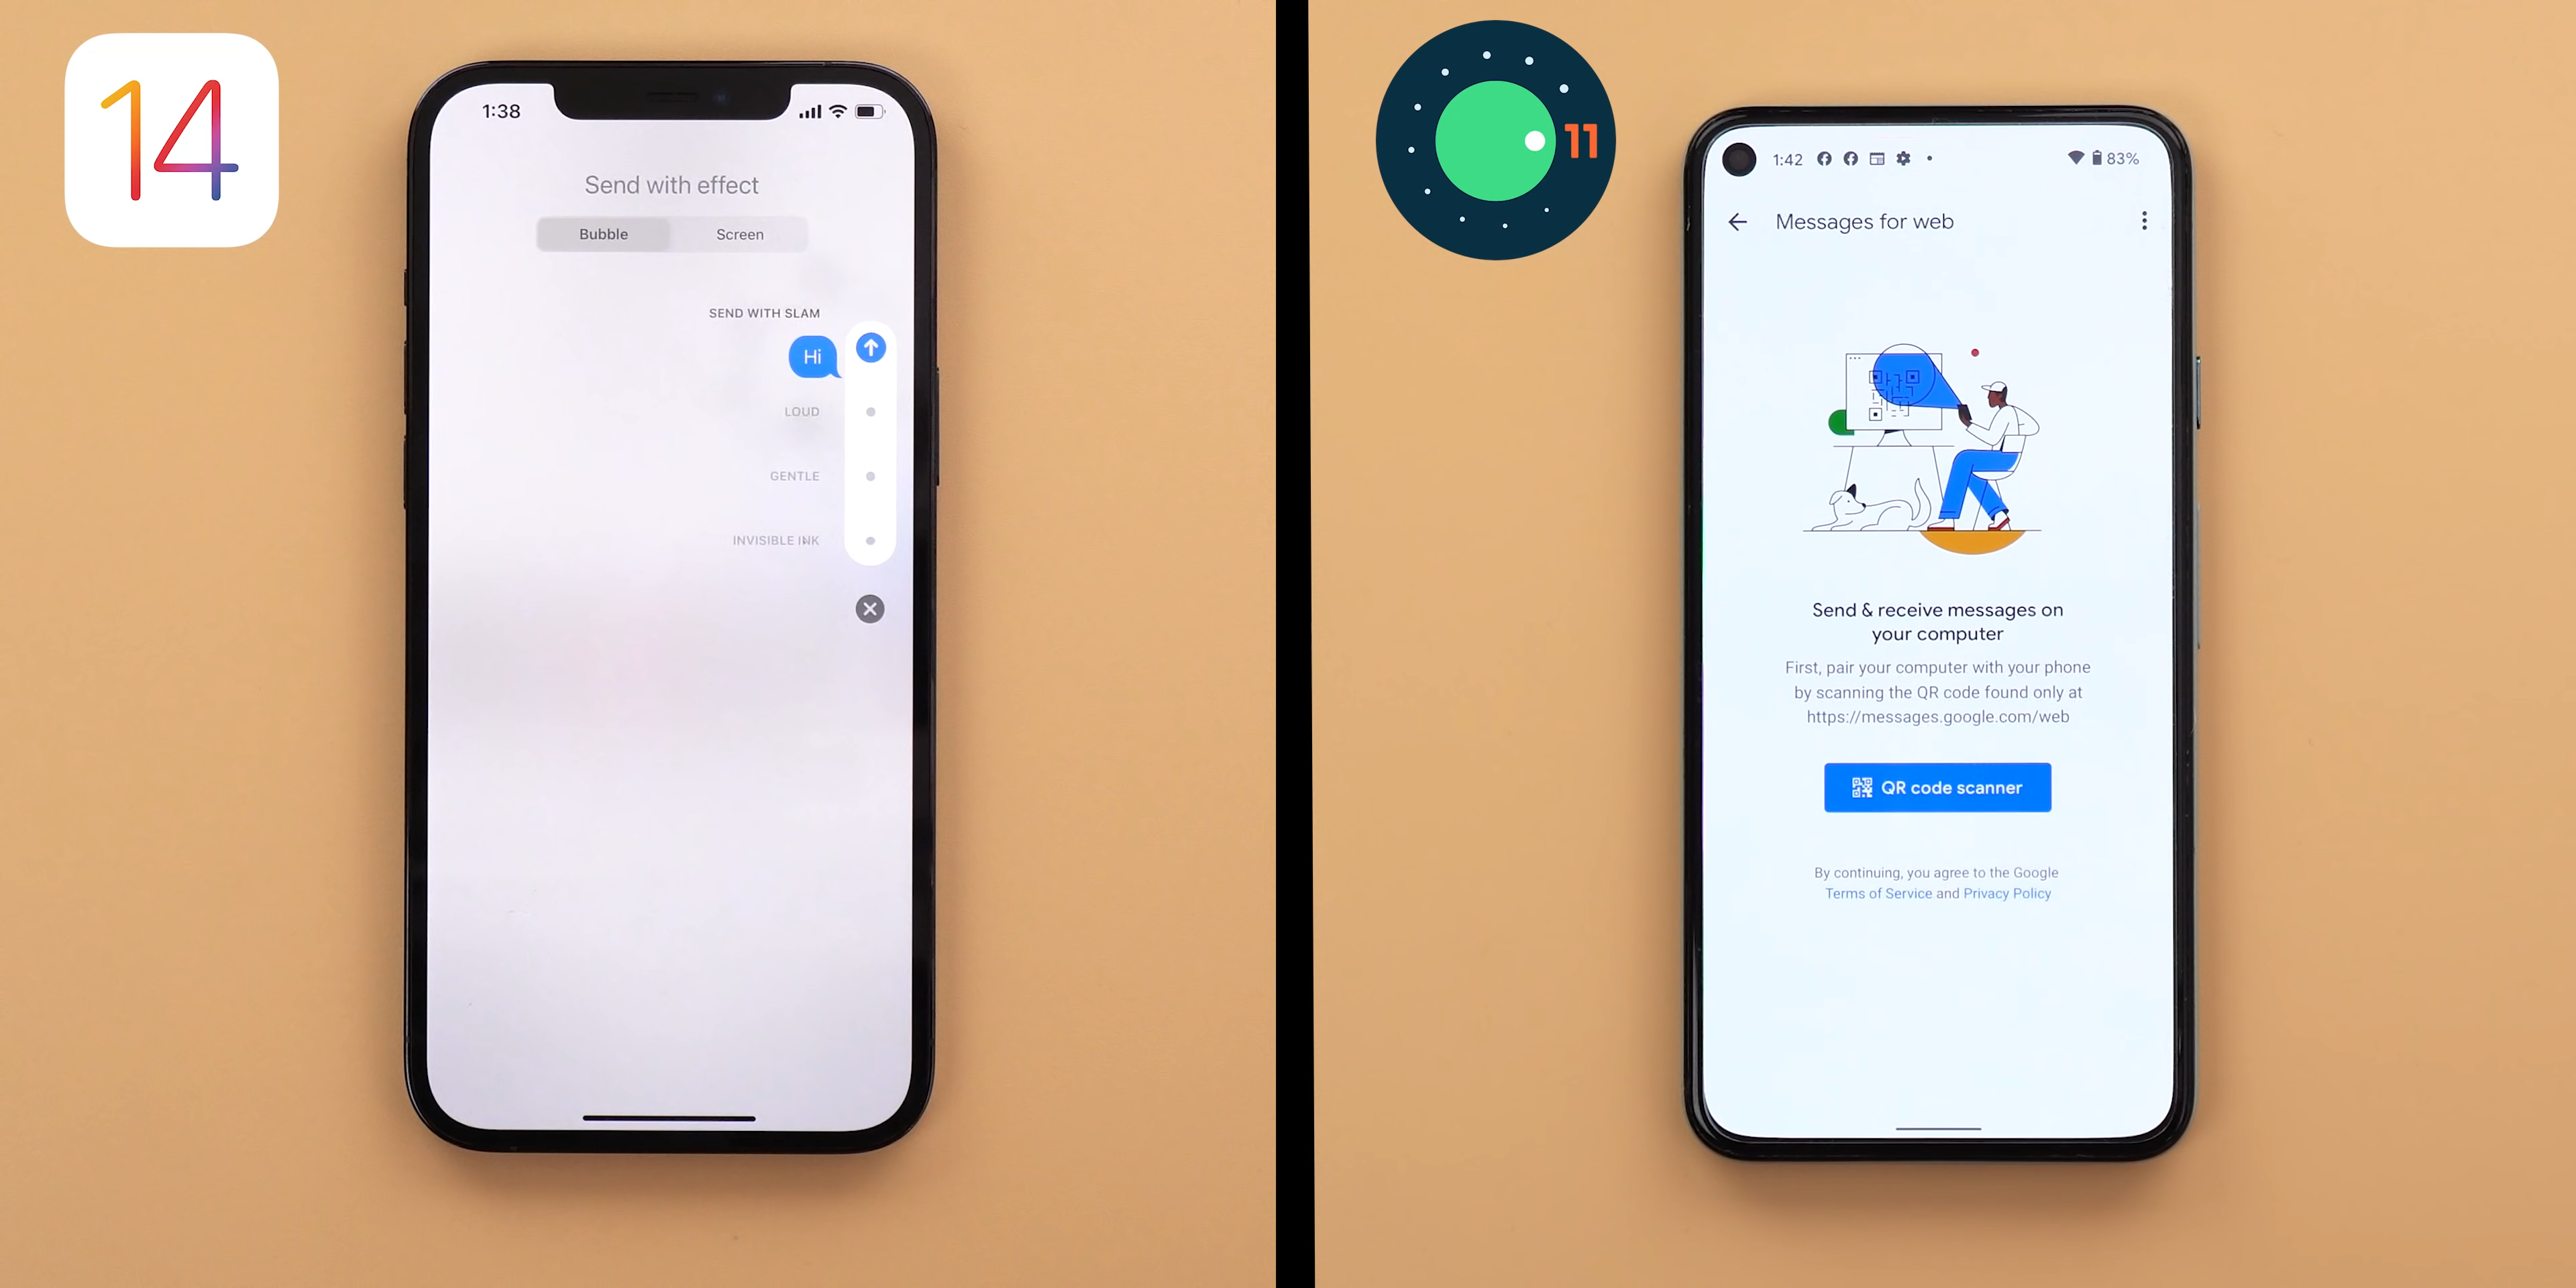 14
1:38
Send with effect
Bubble Screen
SEND WITH SLAM
Hi
LOUD
GENTLE
INVISIBLE INK
11
1:42 83%
Messages for web
Send & receive messages on
your computer
First, pair your computer with your phone
by scanning the QR code found only at
https://messages.google.com/web
QR code scanner
By continuing, you agree to the Google
Terms of Service and Privacy Policy